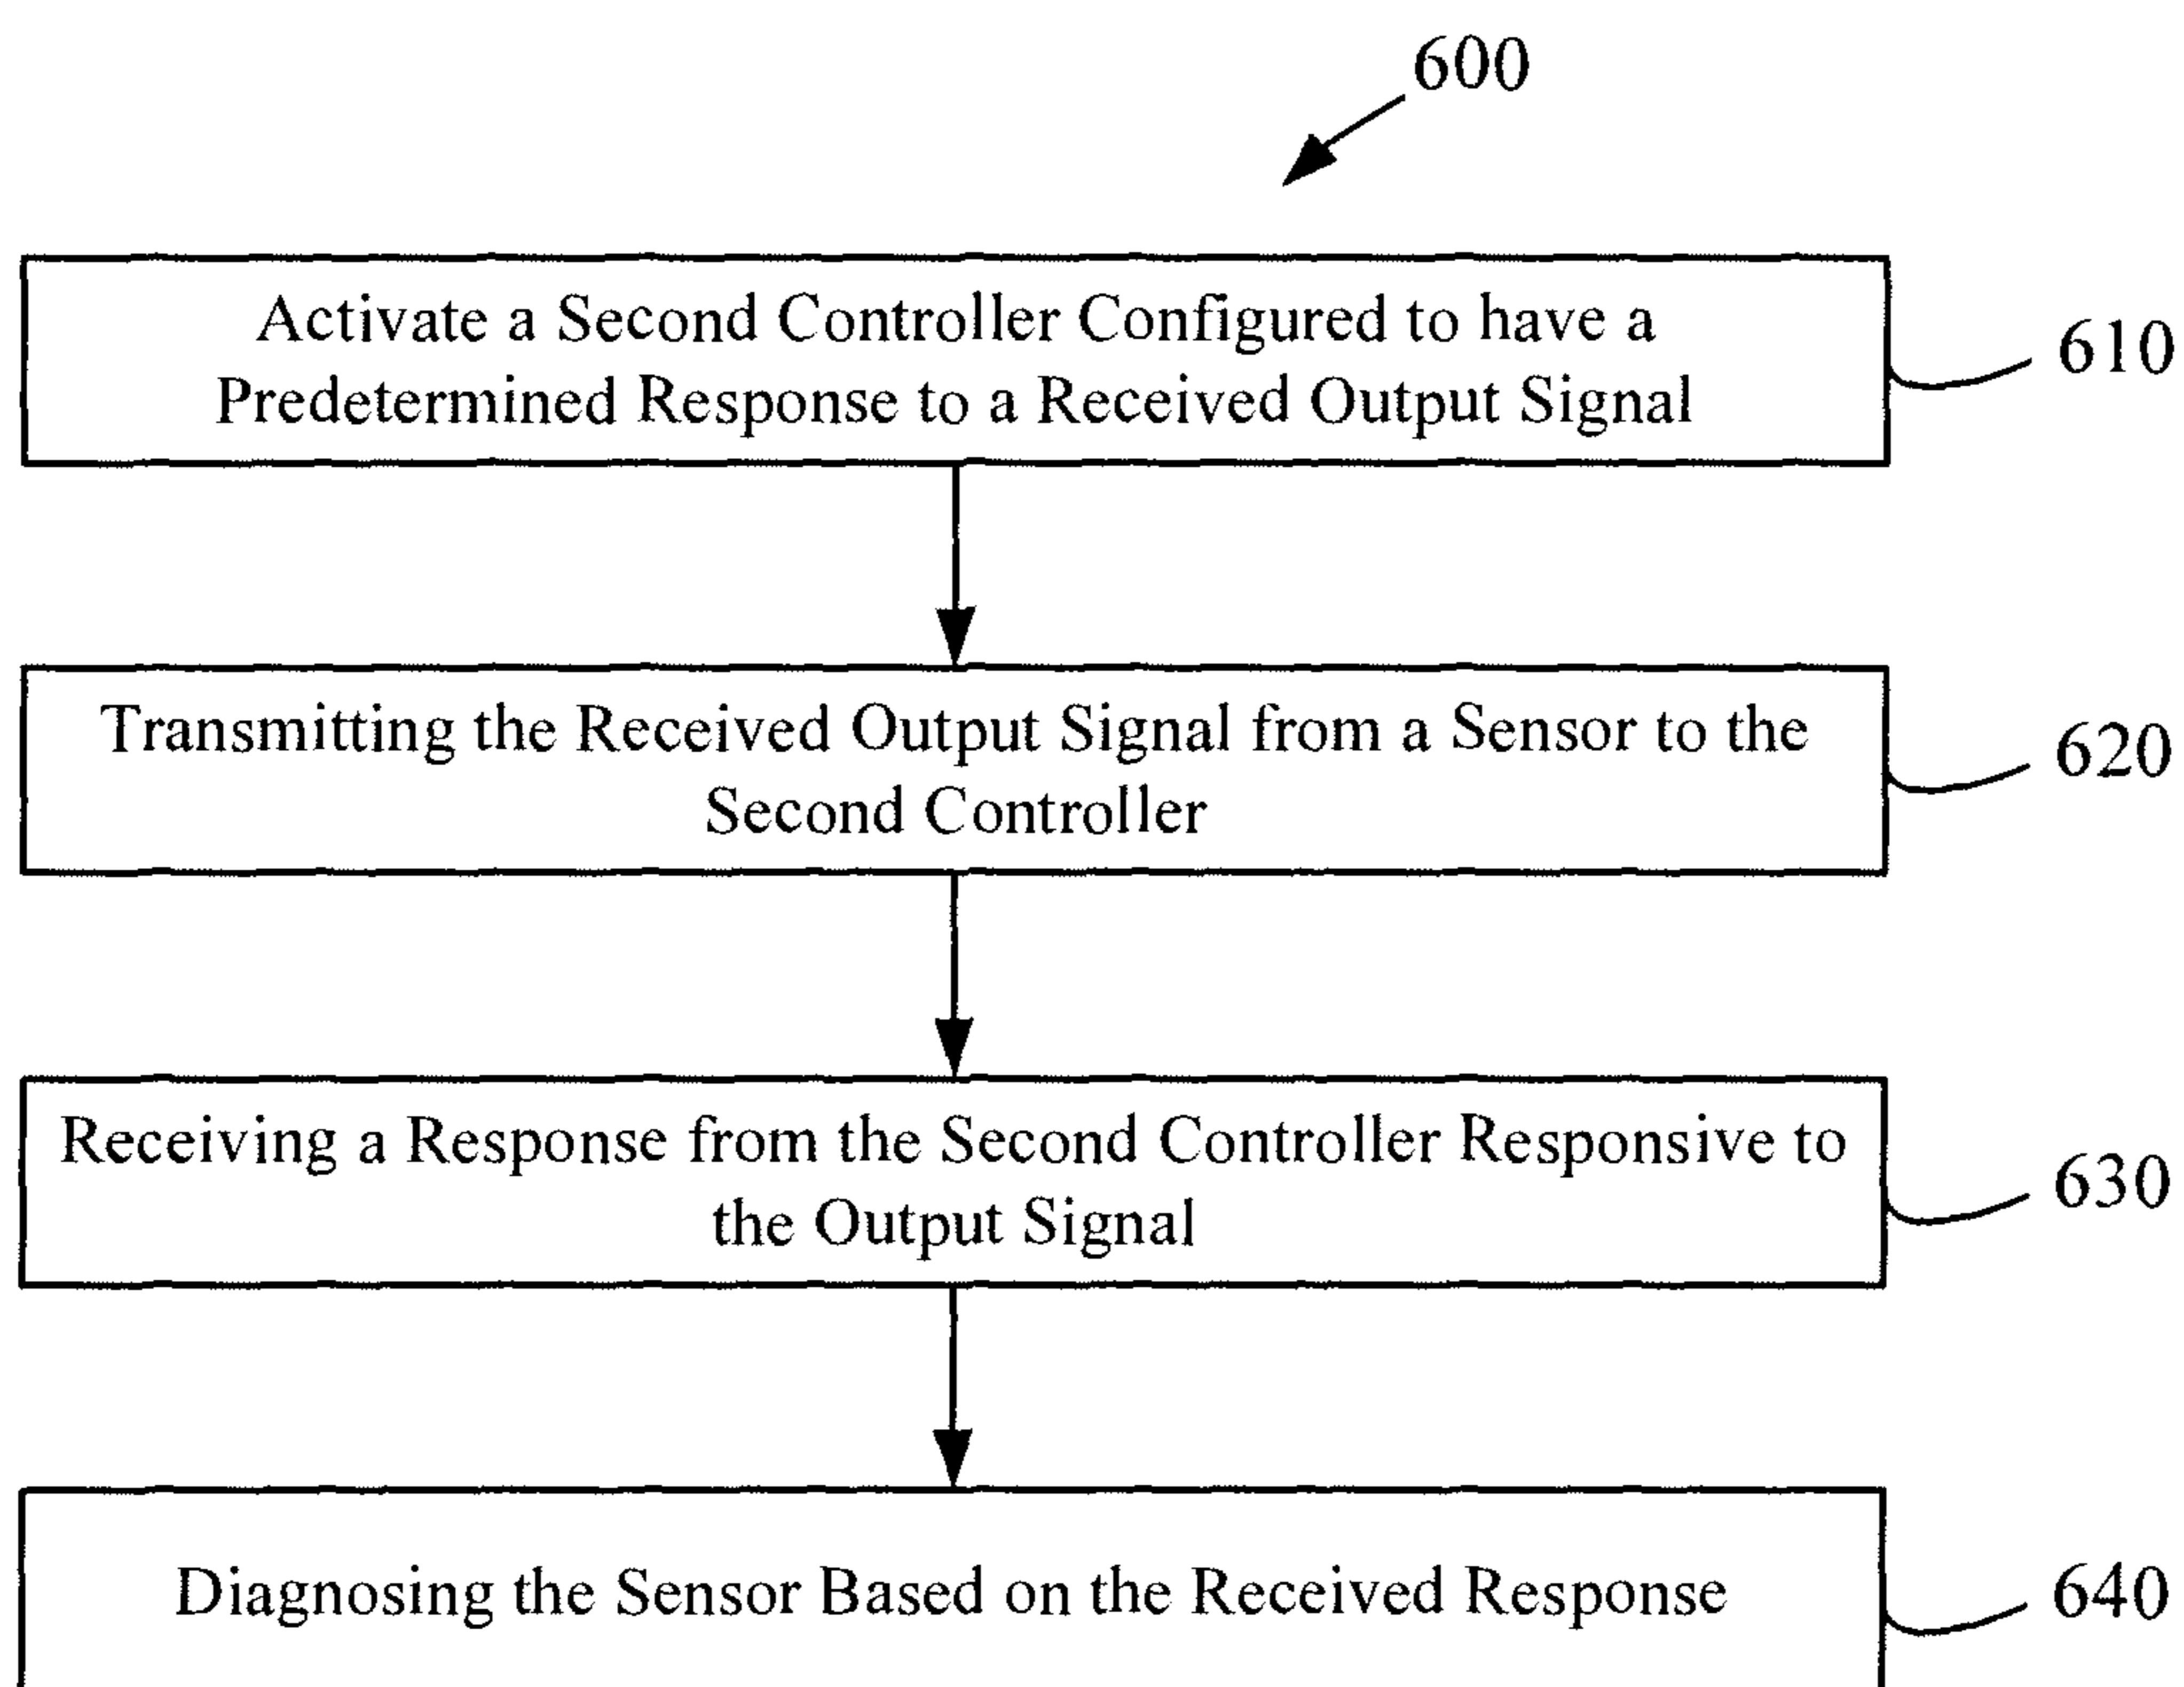 600
Activate a Second Controller Configured to have a
Predetermined Response to a Received Output Signal
610
Transmitting the Received Output Signal from a Sensor to the
Second Controller
620
Receiving a Response from the Second Controller Responsive to
the Output Signal
630
Diagnosing the Sensor Based on the Received Response
640